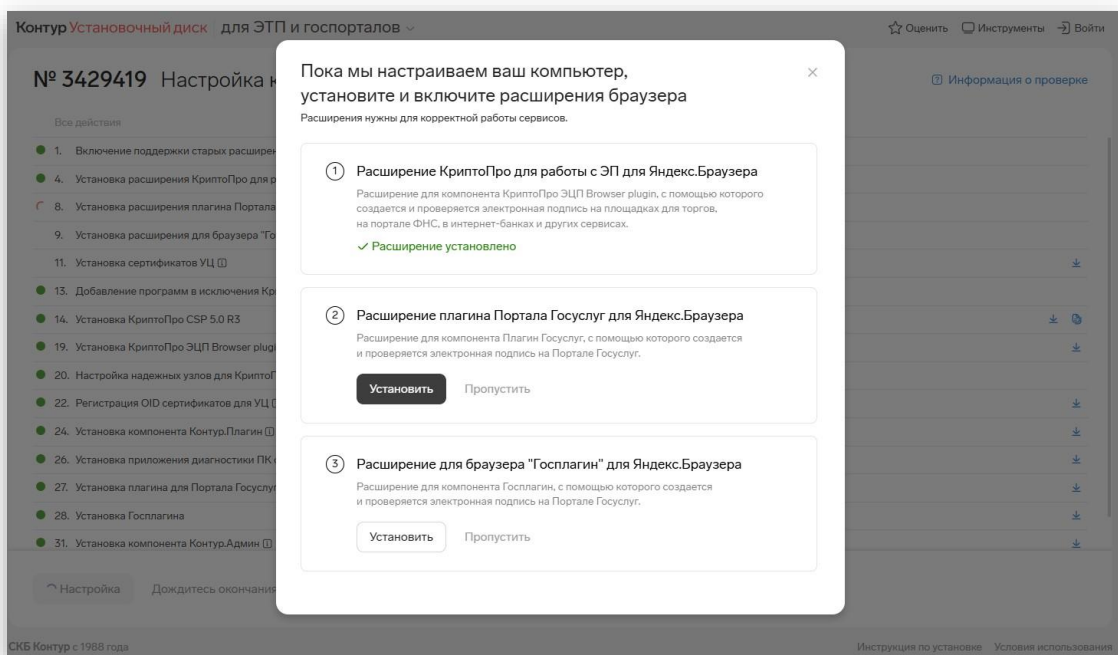 Контур Установочный диск для ЭТП и госпорталов
Оценить Инструменты Войти
№ 3429419 Настройка
Информация о проверке
Все действия
1. Включение поддержки старых
4. Установка расширения КриптоПро для
8. Установка расширения плагина Портала
9. Установка расширения для браузера
11. Установка сертификатов УЦ
13. Добавление программ в исключения
14. Установка КриптоПро CSP 5.0 R3
19. Установка КриптоПро ЭЦП Browser
20. Настройка надежных узлов для
22. Регистрация OID сертификатов для УЦ
24. Установка компонента Контур.Плагин
26. Установка приложения диагностики ПК
27. Установка плагина для Портала
28. Установка Госплагина
31. Установка компонента Контур.Админ
Настройка Дождитесь окончания
Пока мы настраиваем ваш компьютер,
установите и включите расширения браузера
Расширения нужны для корректной работы сервисов.
1 Расширение КриптоПро для работы с ЭП для Яндекс.Браузера
Расширение для компонента КриптоПро ЭЦП Browser plugin, с помощью которого
создается и проверяется электронная подпись на площадках для торгов,
на портале ФНС, в интернет-банках и других сервисах.
Расширение установлено
2 Расширение плагина Портала Госуслуг для Яндекс.Браузера
Расширение для компонента Плагин Госуслуг, с помощью которого создается
и проверяется электронная подпись на Портале Госуслуг.
Установить Пропустить
3 Расширение для браузера "Госплагин" для Яндекс.Браузера
Расширение для компонента Госплагин, с помощью которого создается
и проверяется электронная подпись на Портале Госуслуг.
Установить Пропустить
СКБ Контур с 1988 года
Инструкция по установке Условия использования